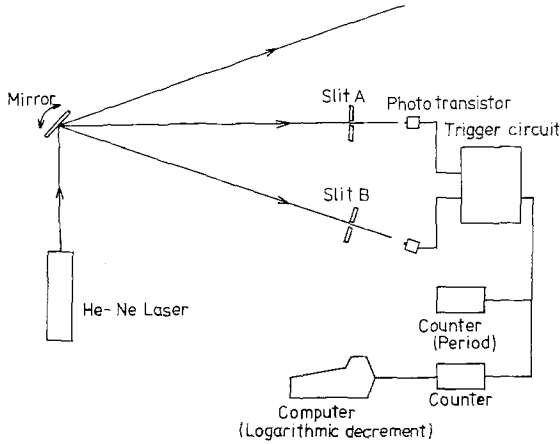 Mirror
Slit A
Photo transistor
Trigger circuit
Slit B
He-Ne Laser
Counter
(Period)
Counter
Computer
(Logarithmic decrement)